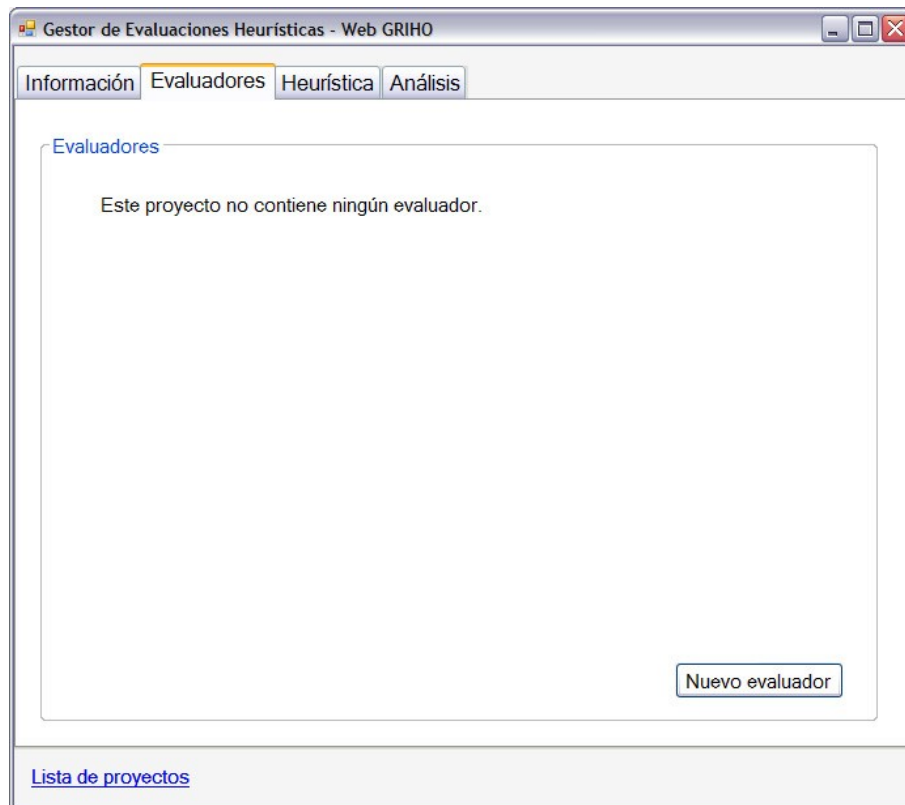 Gestor de Evaluaciones Heurísticas - Web GRIHO
Información Evaluadores Heurística Análisis
Evaluadores
Este proyecto no contiene ningún evaluador.
Nuevo evaluador
Lista de proyectos